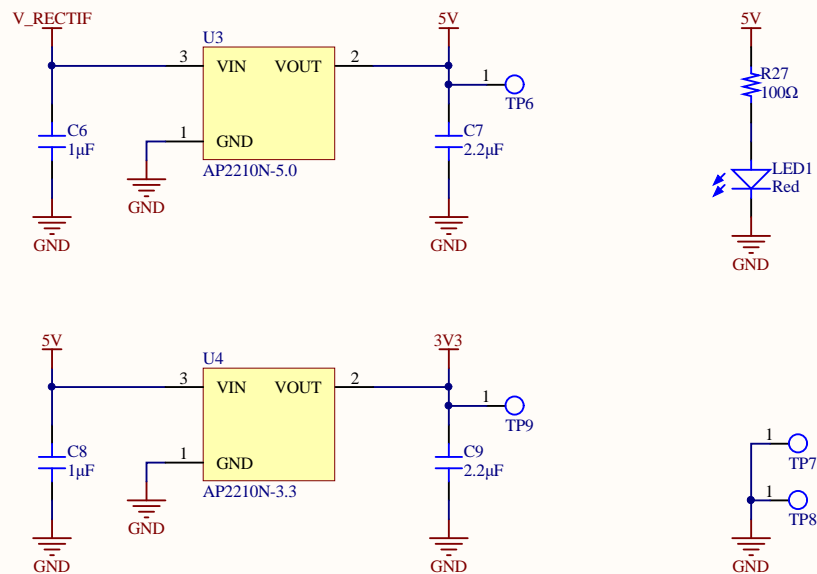 V_RECTIF
U3
3
VIN
VOUT
2
1
GND
AP2210N-5.0
C6
1µF
GND
GND
5V
1
TP6
C7
2.2µF
GND
5V
R27
100Ω
LED1
Red
GND
5V
U4
3
VIN
VOUT
2
1
GND
AP2210N-3.3
C8
1µF
GND
GND
3V3
1
TP9
C9
2.2µF
GND
1
TP7
1
TP8
GND